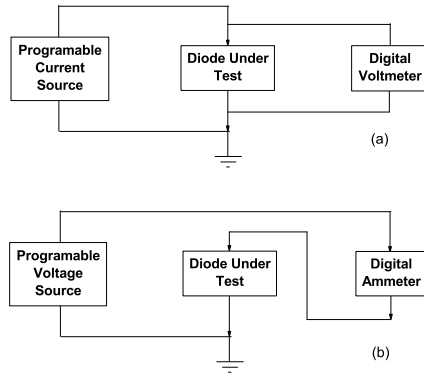 Programable
Current
Source
Diode Under
Test
Digital
Voltmeter
(a)
Programable
Voltage
Source
Diode Under
Test
Digital
Ammeter
(b)